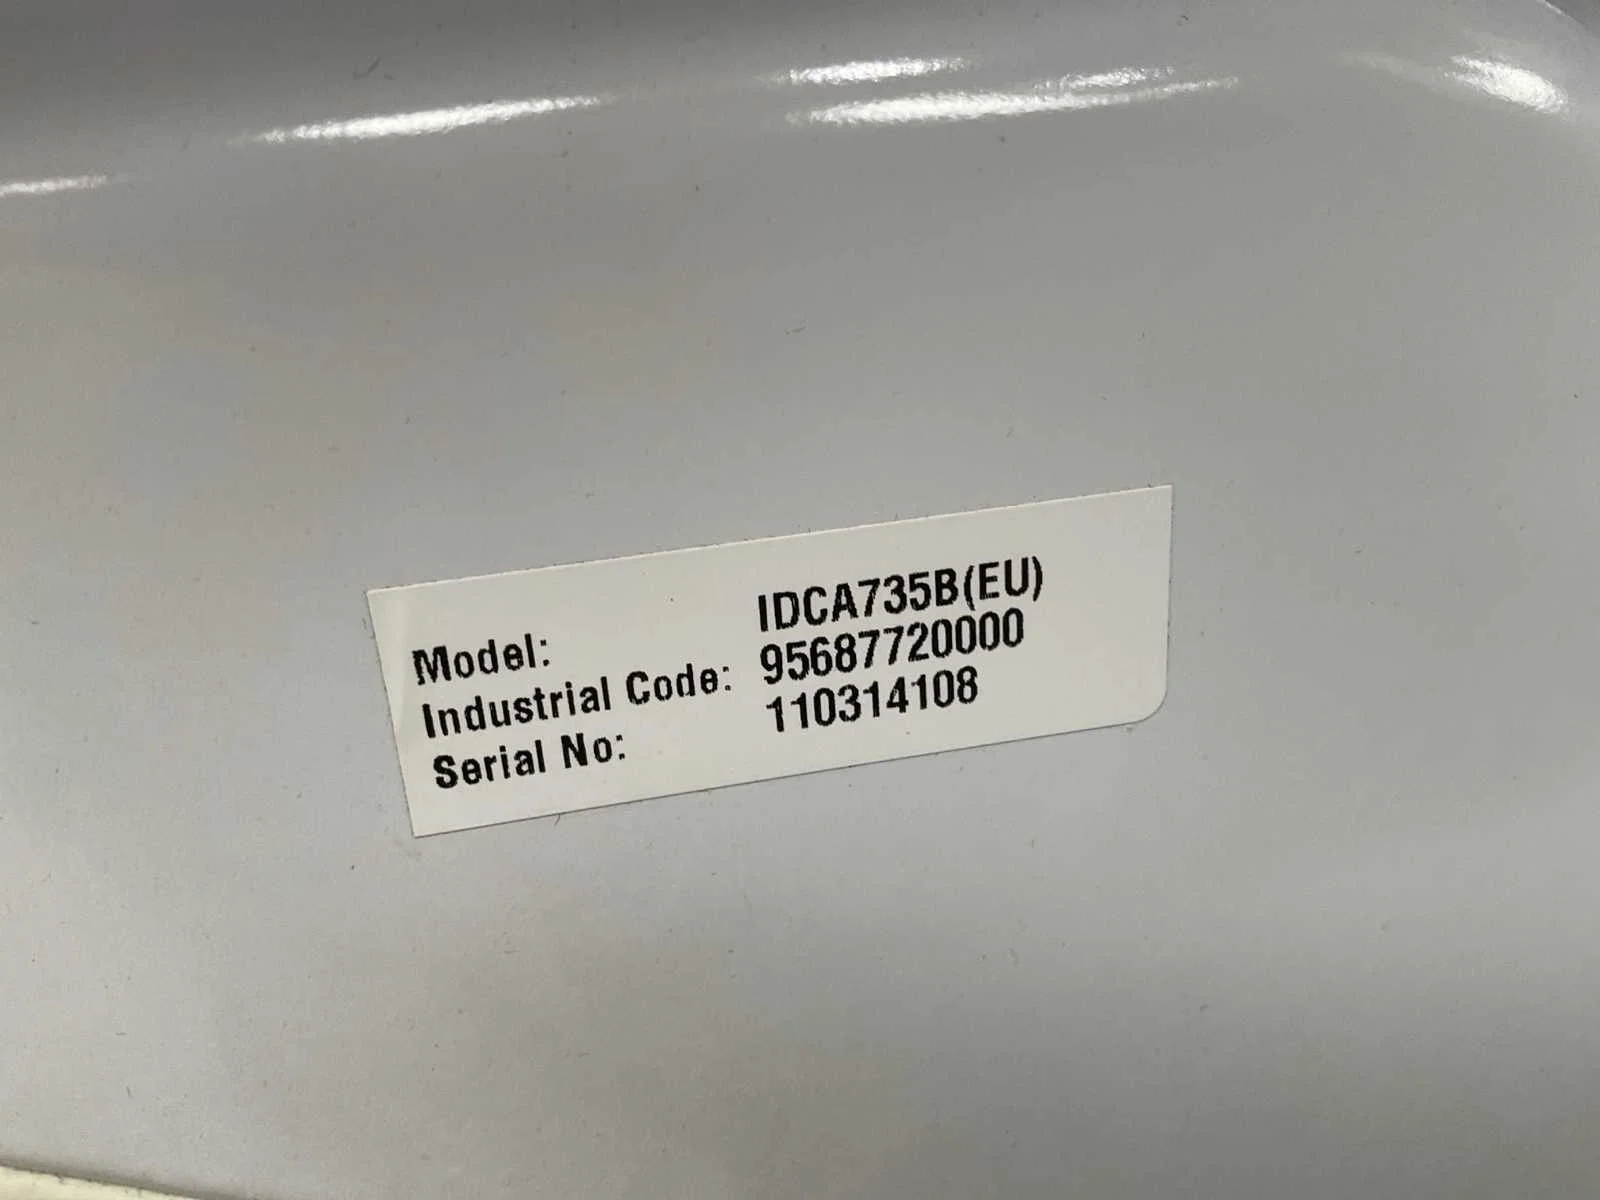 Model: IDCA735B(EU)
Industrial Code: 95687720000
Serial No: 110314108